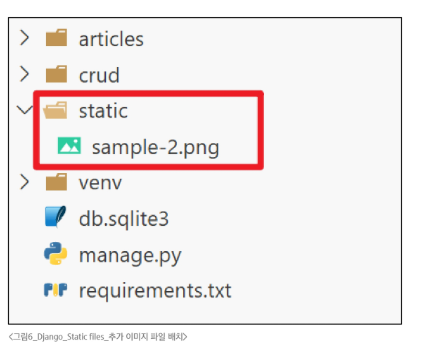 articles
crud
static
sample-2.png
venv
db.sqlite3
manage.py
requirements.txt
<그림6_Django_Static files_추가 이미지 파일 배치>